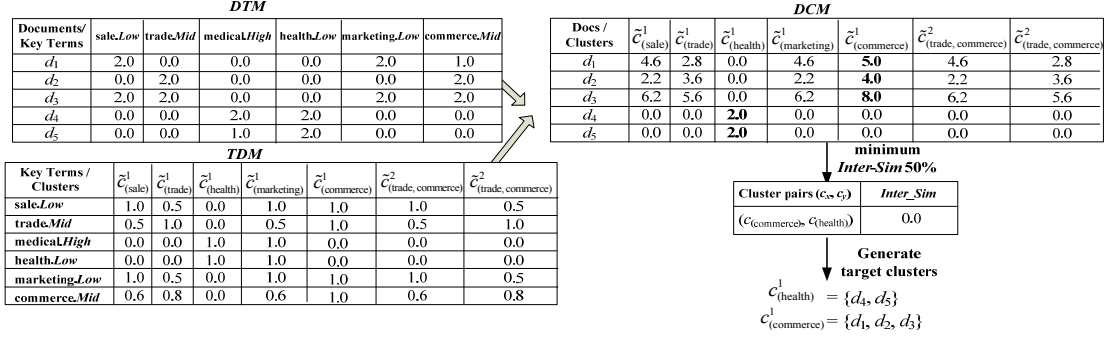 DTM
Documents/ Key Terms | sale.Low | trade.Mid | medical.High | health.Low | marketing.Low | commerce.Mid
d1 | 2.0 | 0.0 | 0.0 | 0.0 | 2.0 | 1.0
d2 | 0.0 | 2.0 | 0.0 | 0.0 | 0.0 | 2.0
d3 | 2.0 | 2.0 | 0.0 | 0.0 | 2.0 | 2.0
d4 | 0.0 | 0.0 | 2.0 | 2.0 | 0.0 | 0.0
d5 | 0.0 | 0.0 | 1.0 | 2.0 | 0.0 | 0.0
TDM
Key Terms / Clusters | c̃1(sale) | c̃1(trade) | c̃1(health) | c̃1(marketing) | c̃1(commerce) | c̃2(trade, commerce) | c̃2(trade, commerce)
sale.Low | 1.0 | 0.5 | 0.0 | 1.0 | 1.0 | 1.0 | 0.5
trade.Mid | 0.5 | 1.0 | 0.0 | 0.5 | 1.0 | 0.5 | 1.0
medical.High | 0.0 | 0.0 | 1.0 | 1.0 | 0.0 | 0.0 | 0.0
health.Low | 0.0 | 0.0 | 1.0 | 1.0 | 0.0 | 0.0 | 0.0
marketing.Low | 1.0 | 0.5 | 0.0 | 1.0 | 1.0 | 1.0 | 0.5
commerce.Mid | 0.6 | 0.8 | 0.0 | 0.6 | 1.0 | 0.6 | 0.8
DCM
Docs / Clusters | c̃1(sale) | c̃1(trade) | c̃1(health) | c̃1(marketing) | c̃1(commerce) | c̃2(trade, commerce) | c̃2(trade, commerce)
d1 | 4.6 | 2.8 | 0.0 | 4.6 | 5.0 | 4.6 | 2.8
d2 | 2.2 | 3.6 | 0.0 | 2.2 | 4.0 | 2.2 | 3.6
d3 | 6.2 | 5.6 | 0.0 | 6.2 | 8.0 | 6.2 | 5.6
d4 | 0.0 | 0.0 | 2.0 | 0.0 | 0.0 | 0.0 | 0.0
d5 | 0.0 | 0.0 | 2.0 | 0.0 | 0.0 | 0.0 | 0.0
minimum
Inter-Sim 50%
Cluster pairs (cx, cy) | Inter_Sim
(c(commerce), c(health)) | 0.0
Generate
target clusters
c1(health) = {d4, d5}
c1(commerce) = {d1, d2, d3}